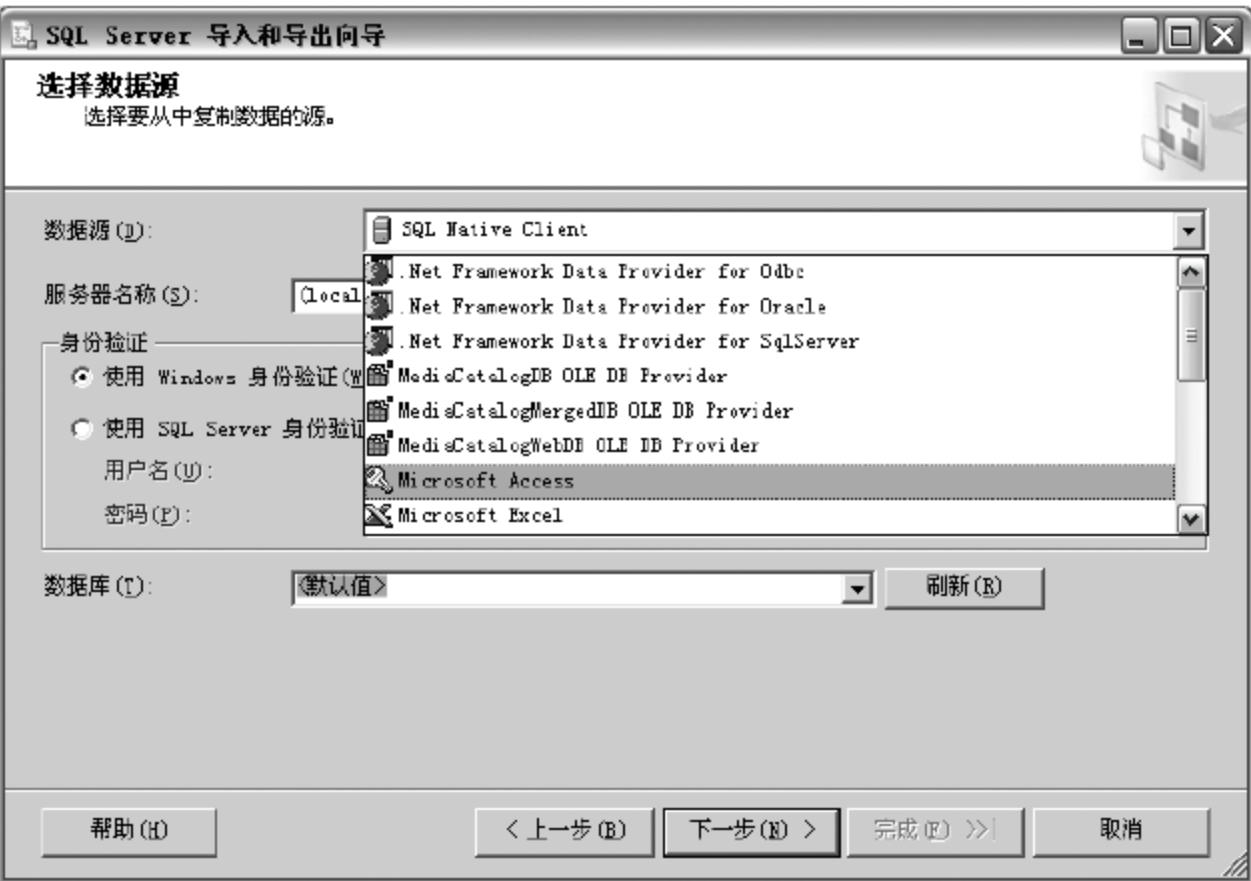 SQL Server 导入和导出向导
选择数据源
选择要从中复制数据的源。
数据源(D):
SQL Native Client
.Net Framework Data Provider for Odbc
.Net Framework Data Provider for Oracle
.Net Framework Data Provider for SqlServer
MediaCatalogDB OLE DB Provider
MediaCatalogMergedDB OLE DB Provider
MediaCatalogWebDB OLE DB Provider
Microsoft Access
Microsoft Excel
服务器名称(S):
(local
身份验证
使用 Windows 身份验证(W
使用 SQL Server 身份验证
用户名(U):
密码(P):
数据库(T):
<默认值>
刷新(R)
帮助(H)
< 上一步(B)
下一步(N) >
完成(F) >>|
取消